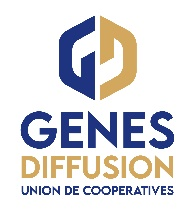 GENES
DIFFUSION
UNION DE COOPERATIVES